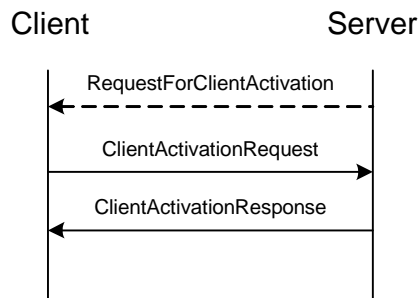 Client
Server
RequestForClientActivation
ClientActivationRequest
ClientActivationResponse